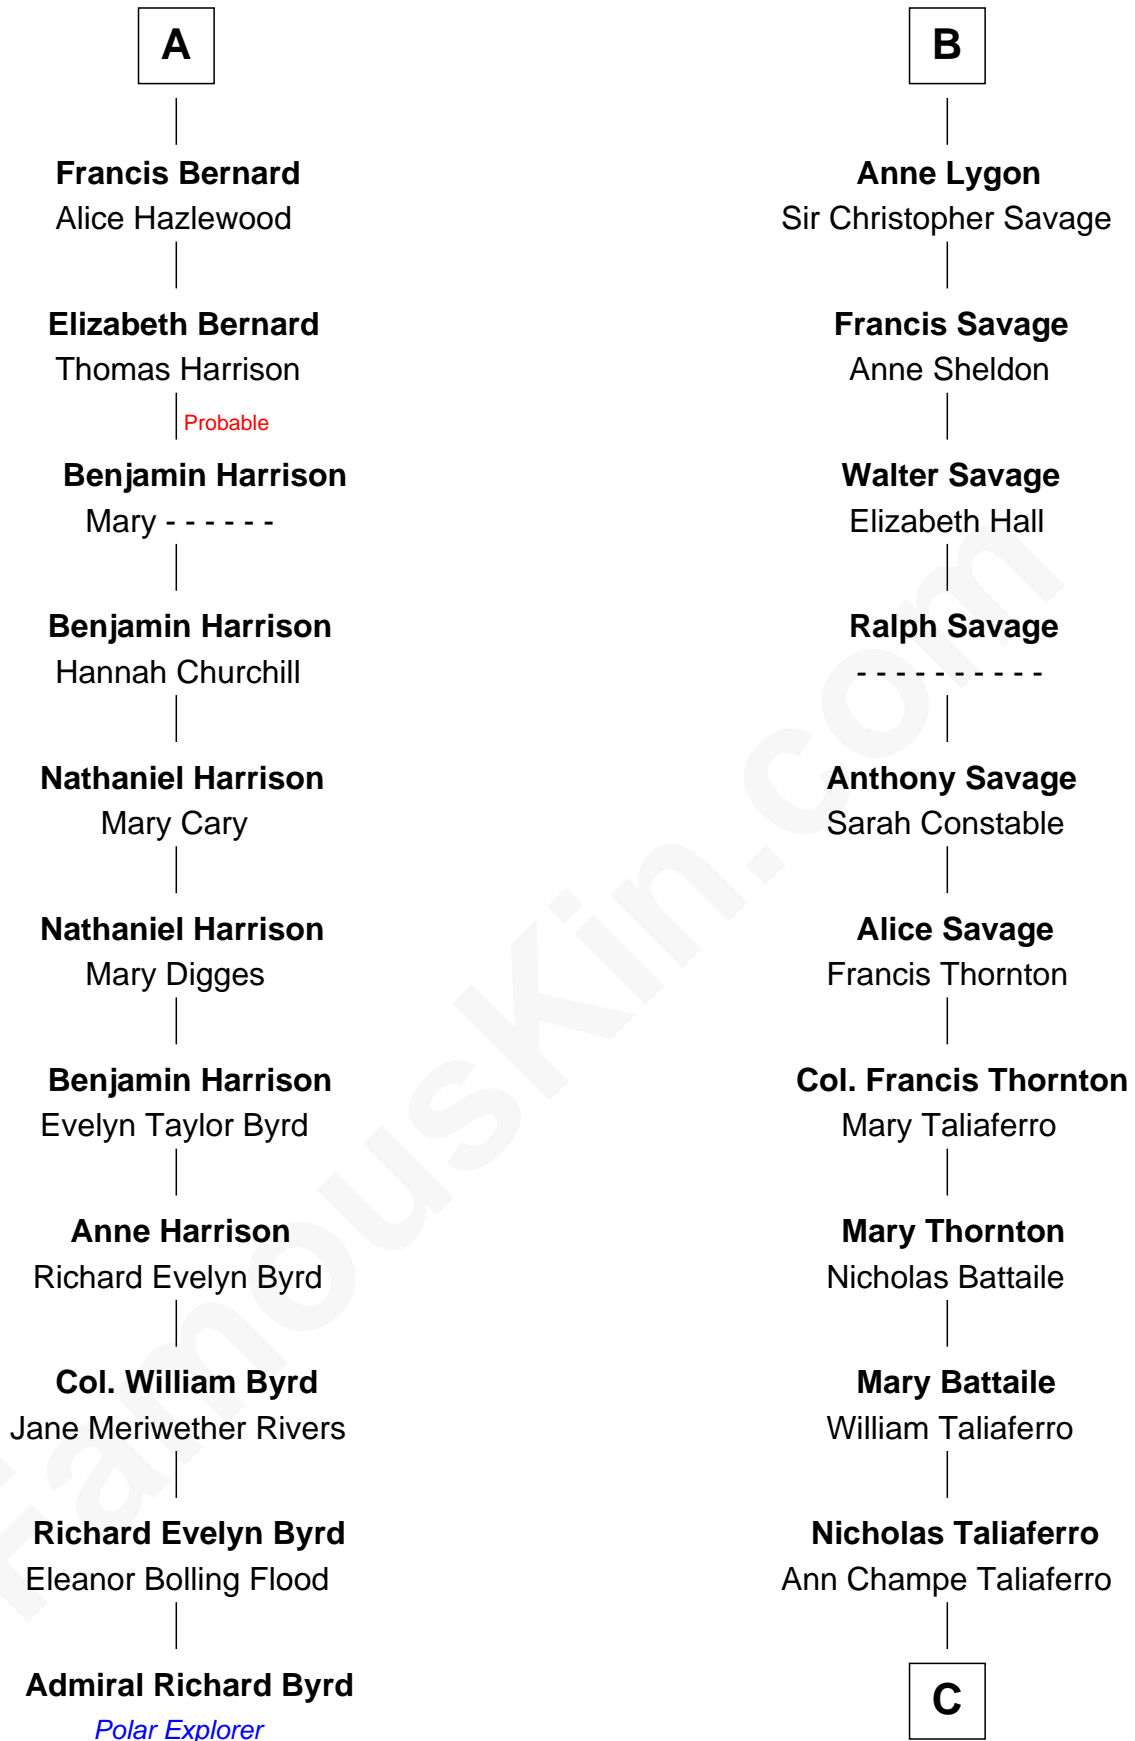 A
Francis Bernard
Alice Hazlewood
Elizabeth Bernard
Thomas Harrison
Probable
Benjamin Harrison
Mary - - - - - -
Benjamin Harrison
Hannah Churchill
Nathaniel Harrison
Mary Cary
Nathaniel Harrison
Mary Digges
Benjamin Harrison
Evelyn Taylor Byrd
Anne Harrison
Richard Evelyn Byrd
Col. William Byrd
Jane Meriwether Rivers
Richard Evelyn Byrd
Eleanor Bolling Flood
Admiral Richard Byrd
Polar Explorer
B
Anne Lygon
Sir Christopher Savage
Francis Savage
Anne Sheldon
Walter Savage
Elizabeth Hall
Ralph Savage
- - - - - - - - - -
Anthony Savage
Sarah Constable
Alice Savage
Francis Thornton
Col. Francis Thornton
Mary Taliaferro
Mary Thornton
Nicholas Battaile
Mary Battaile
William Taliaferro
Nicholas Taliaferro
Ann Champe Taliaferro
C
FamousKin.com